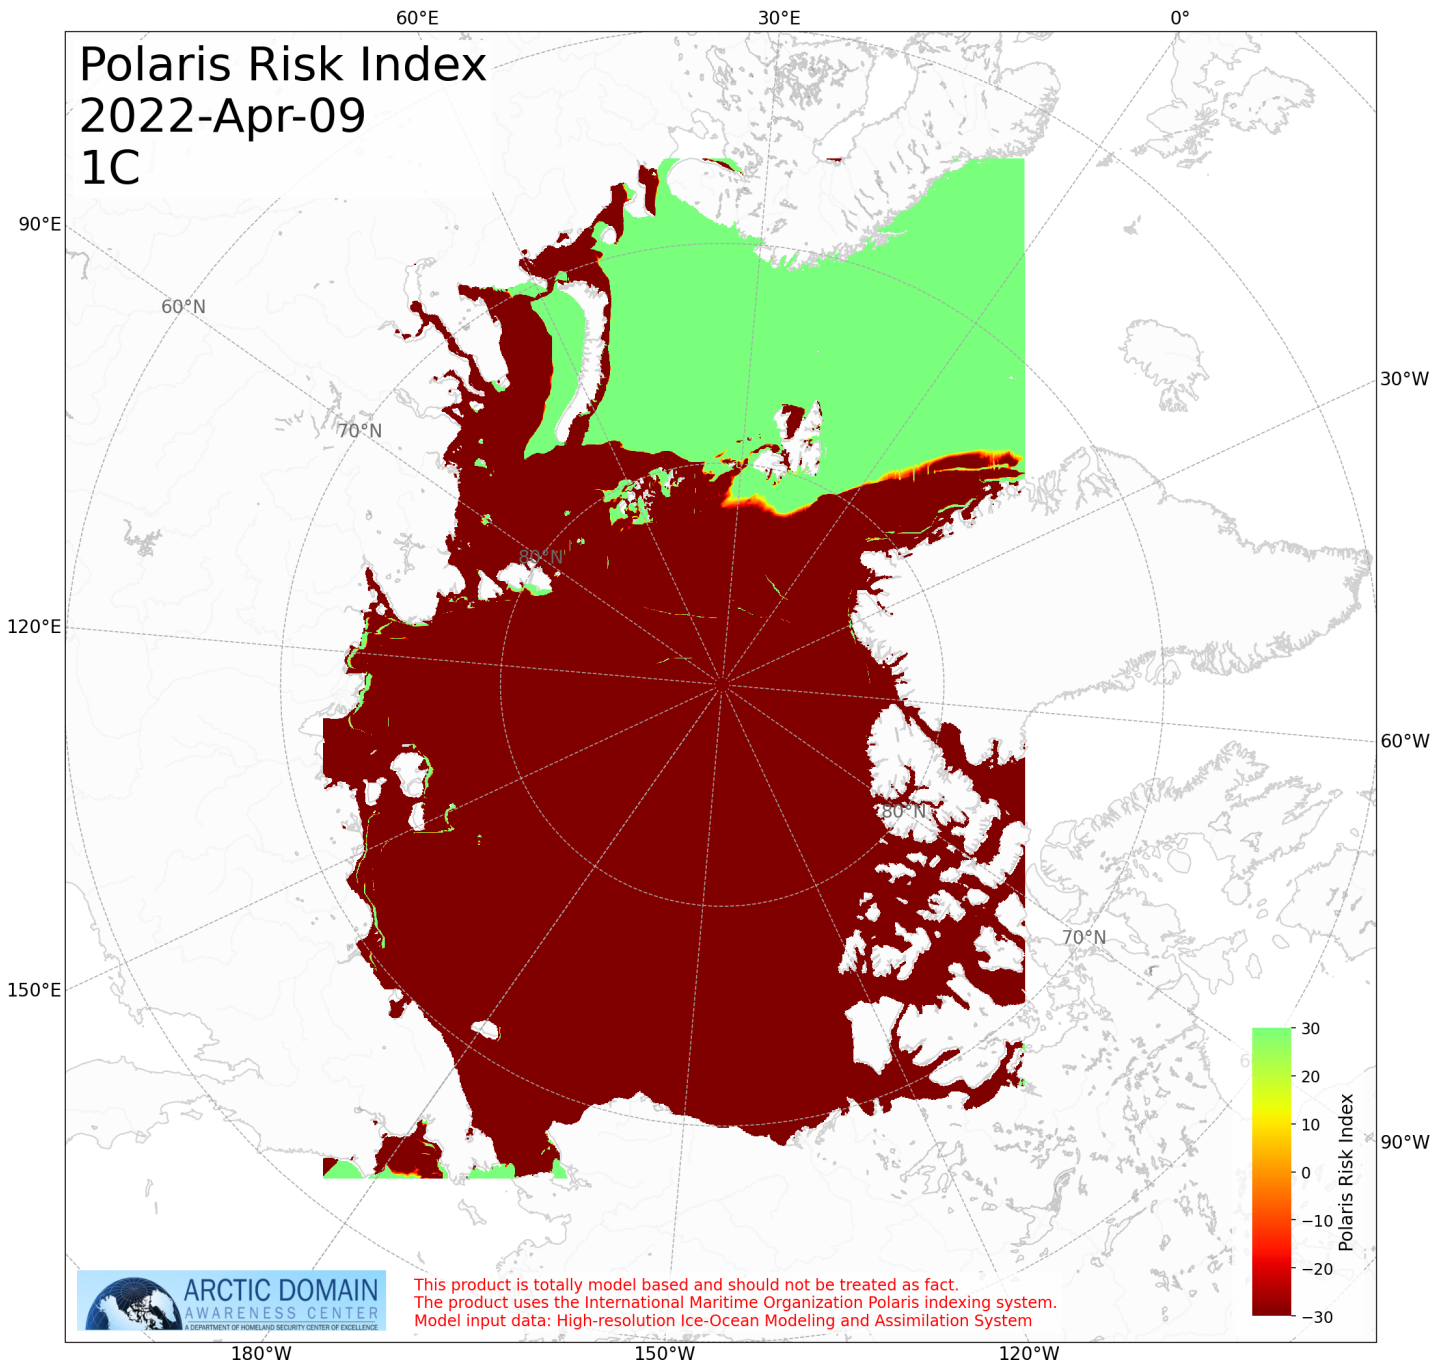 60°E 30°E 0°
Polaris Risk Index
2022-Apr-09
1C
90°E
60°N
30°W
70°N
80°N
120°E
60°W
80°N
70°N
150°E
30
20
10
0
−10
−20
−30
Polaris Risk Index
90°W
ARCTIC DOMAIN
AWARENESS CENTER
A DEPARTMENT OF HOMELAND SECURITY CENTER OF EXCELLENCE
This product is totally model based and should not be treated as fact.
The product uses the International Maritime Organization Polaris indexing system.
Model input data: High-resolution Ice-Ocean Modeling and Assimilation System
180°W 150°W 120°W